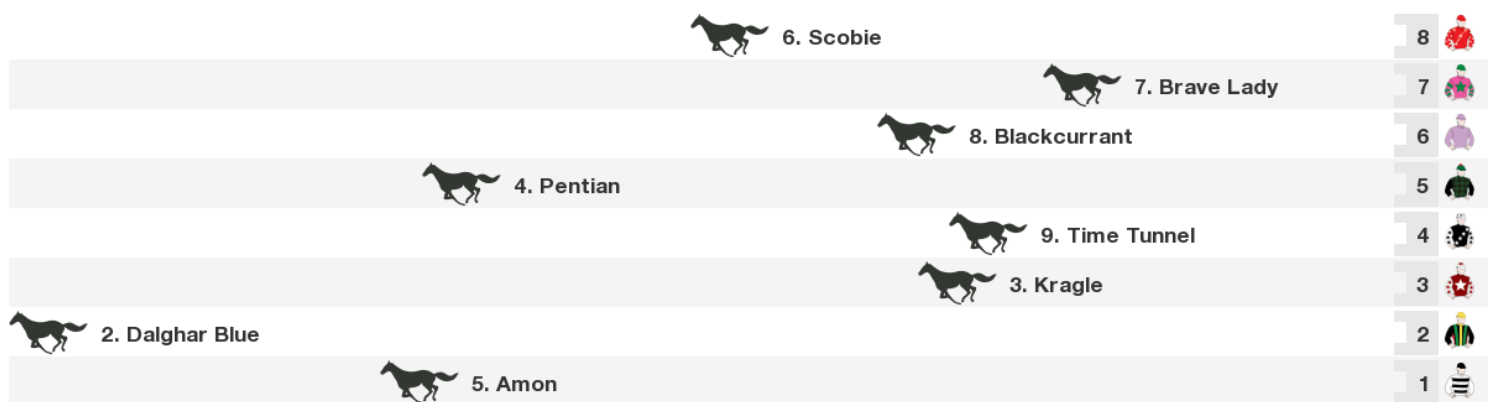 6. Scobie 8
7. Brave Lady 7
8. Blackcurrant 6
4. Pentian 5
9. Time Tunnel 4
3. Kragle 3
2. Dalghar Blue 2
5. Amon 1